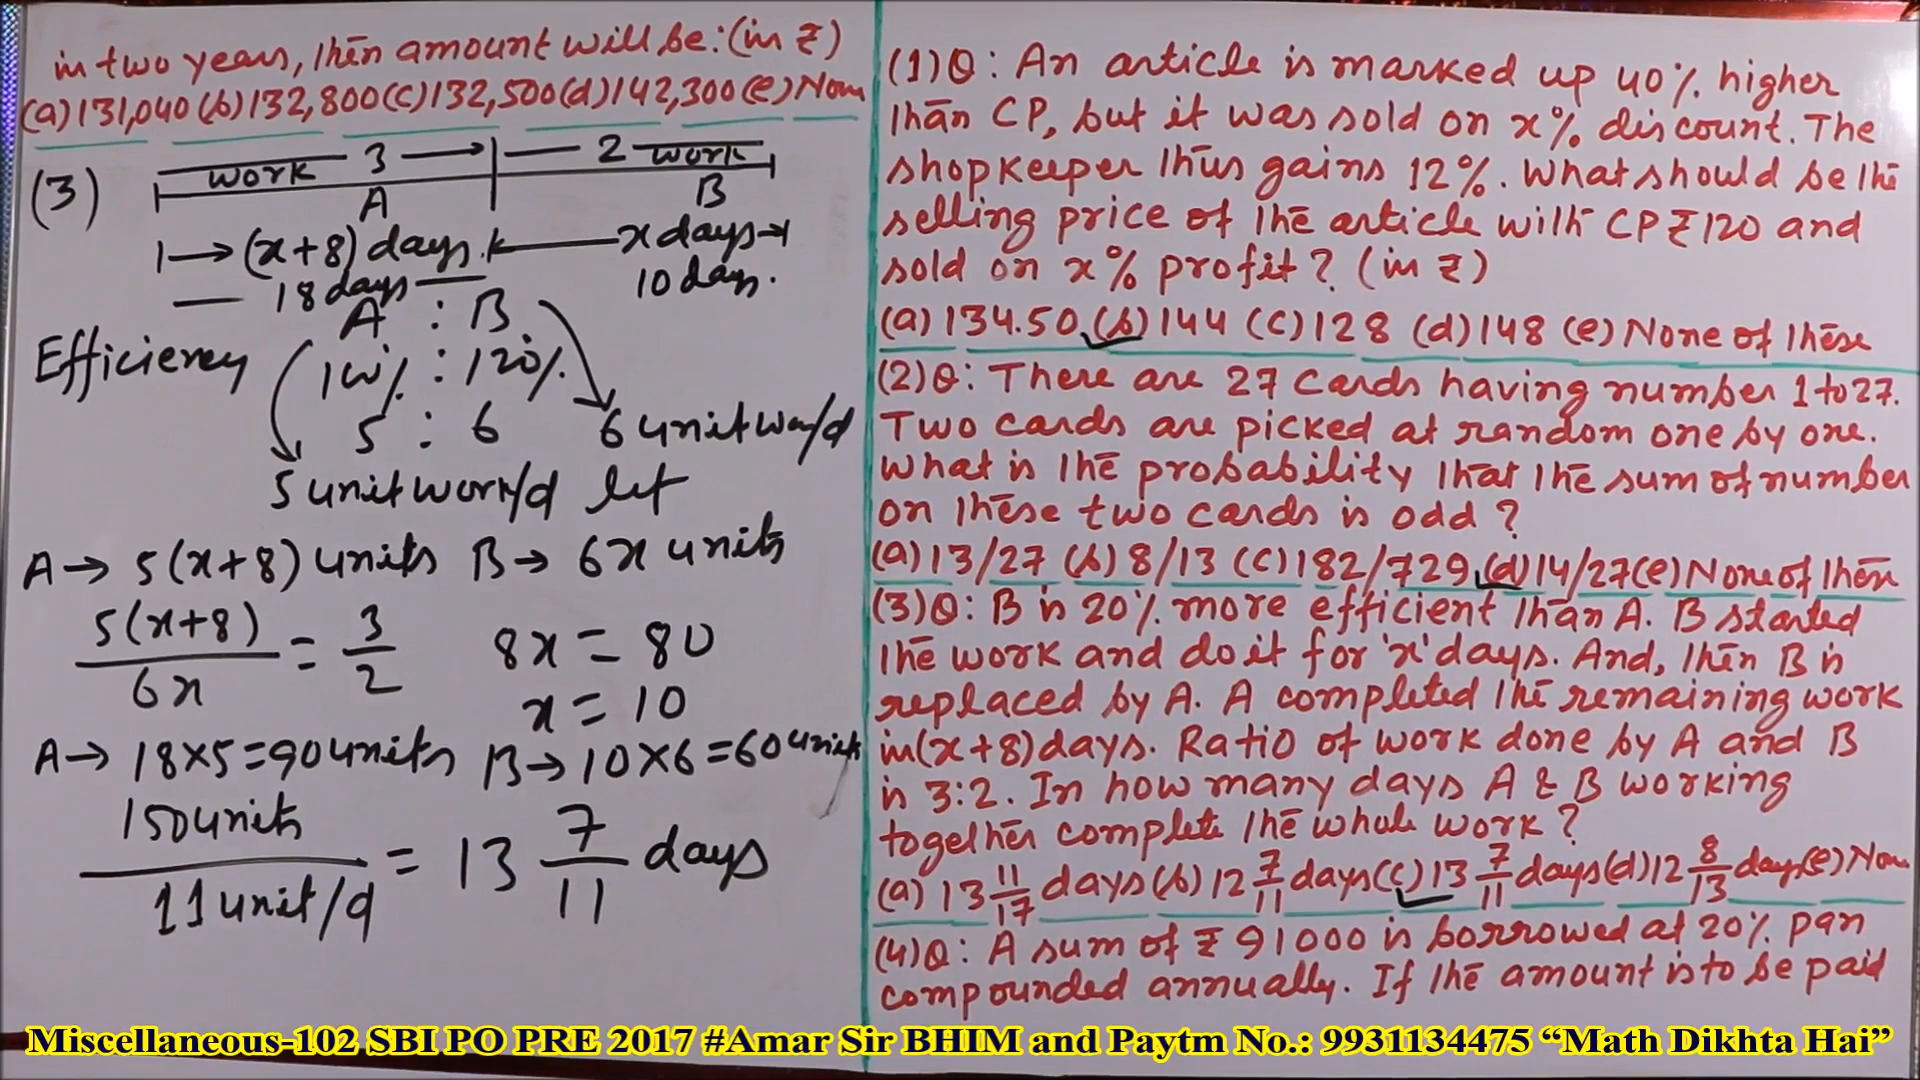 in two years, then amount will be: (in ₹)
(a) 131,040 (b) 132,800 (c) 132,500 (d) 142,300 (e) Non
(3) work 3 2 work
A B
(x+8) days x days
18 days 10 days.
A : B
Efficiency 100% : 120%
5 : 6 6 unit work/d
5 unit work/d let
A → 5(x+8) units B → 6x units
5(x+8)/6x = 3/2 8x = 80
x = 10
A → 18×5=90 units B → 10×6=60 units
150 units/11 unit/d = 13 7/11 days
(1)Q: An article is marked up 40% higher
than CP, but it was sold on x% discount. The
shopkeeper thus gains 12%. What should be the
selling price of the article with CP ₹120 and
sold on x% profit? (in ₹)
(a) 134.50 (b) 144 (c) 128 (d) 148 (e) None of these
(2)Q: There are 27 cards having number 1 to 27.
Two cards are picked at random one by one.
What is the probability that the sum of number
on these two cards is odd?
(a) 13/27 (b) 8/13 (c) 182/729 (d) 14/27 (e) None of these
(3)Q: B is 20% more efficient than A. B started
the work and do it for 'x' days. And, then B is
replaced by A. A completed the remaining work
in (x+8) days. Ratio of work done by A and B
is 3:2. In how many days A & B working
together complete the whole work?
(a) 13 11/17 days (b) 12 7/11 days (c) 13 7/11 days (d) 12 8/13 days (e) Non
(4)Q: A sum of ₹ 91000 is borrowed at 20% pan
compounded annually. If the amount is to be paid
Miscellaneous-102 SBI PO PRE 2017 #Amar Sir BHIM and Paytm No.: 9931134475 “Math Dikhta Hai”